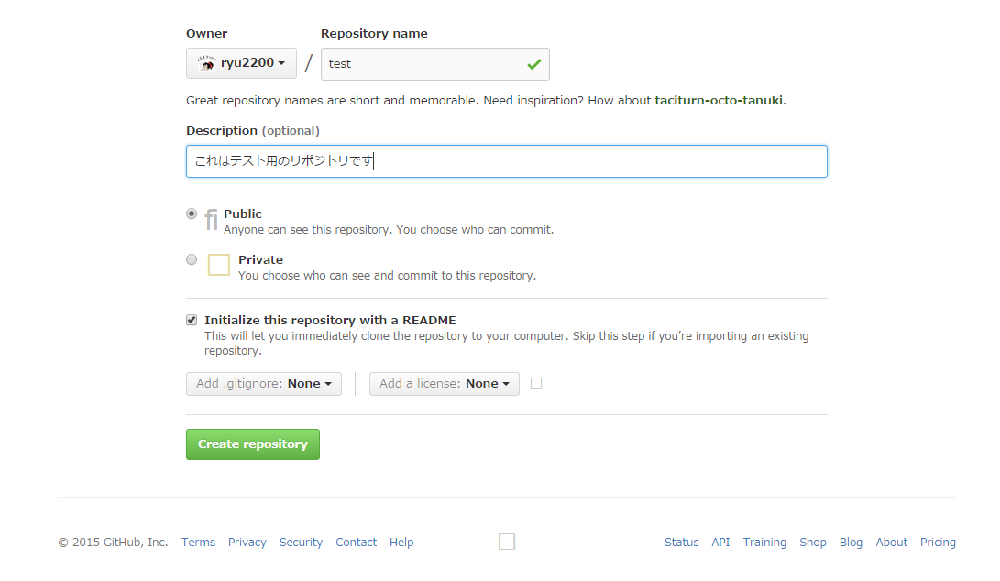 Owner Repository name
ryu2200 / test
Great repository names are short and memorable. Need inspiration? How about taciturn-octo-tanuki.
Description (optional)
これはテスト用のリポジトリです
fi Public
Anyone can see this repository. You choose who can commit.
Private
You choose who can see and commit to this repository.
Initialize this repository with a README
This will let you immediately clone the repository to your computer. Skip this step if you’re importing an existing
repository.
Add .gitignore: None Add a license: None
Create repository
© 2015 GitHub, Inc. Terms Privacy Security Contact Help Status API Training Shop Blog About Pricing